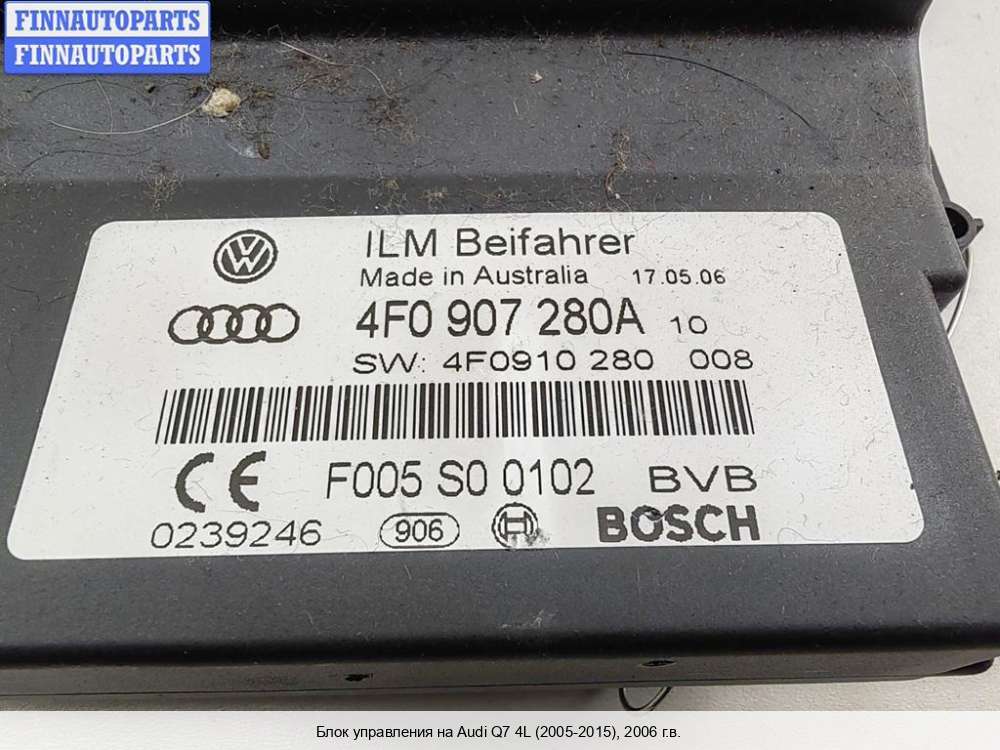 FINNAUTOPARTS
FINNAUTOPARTS
ILM Beifahrer
Made in Australia 17.05.06
4F0 907 280A 10
SW: 4F0910 280 008
CE F005 S0 0102 BVB
0239246 906 BOSCH
Блок управления на Audi Q7 4L (2005-2015), 2006 г.в.